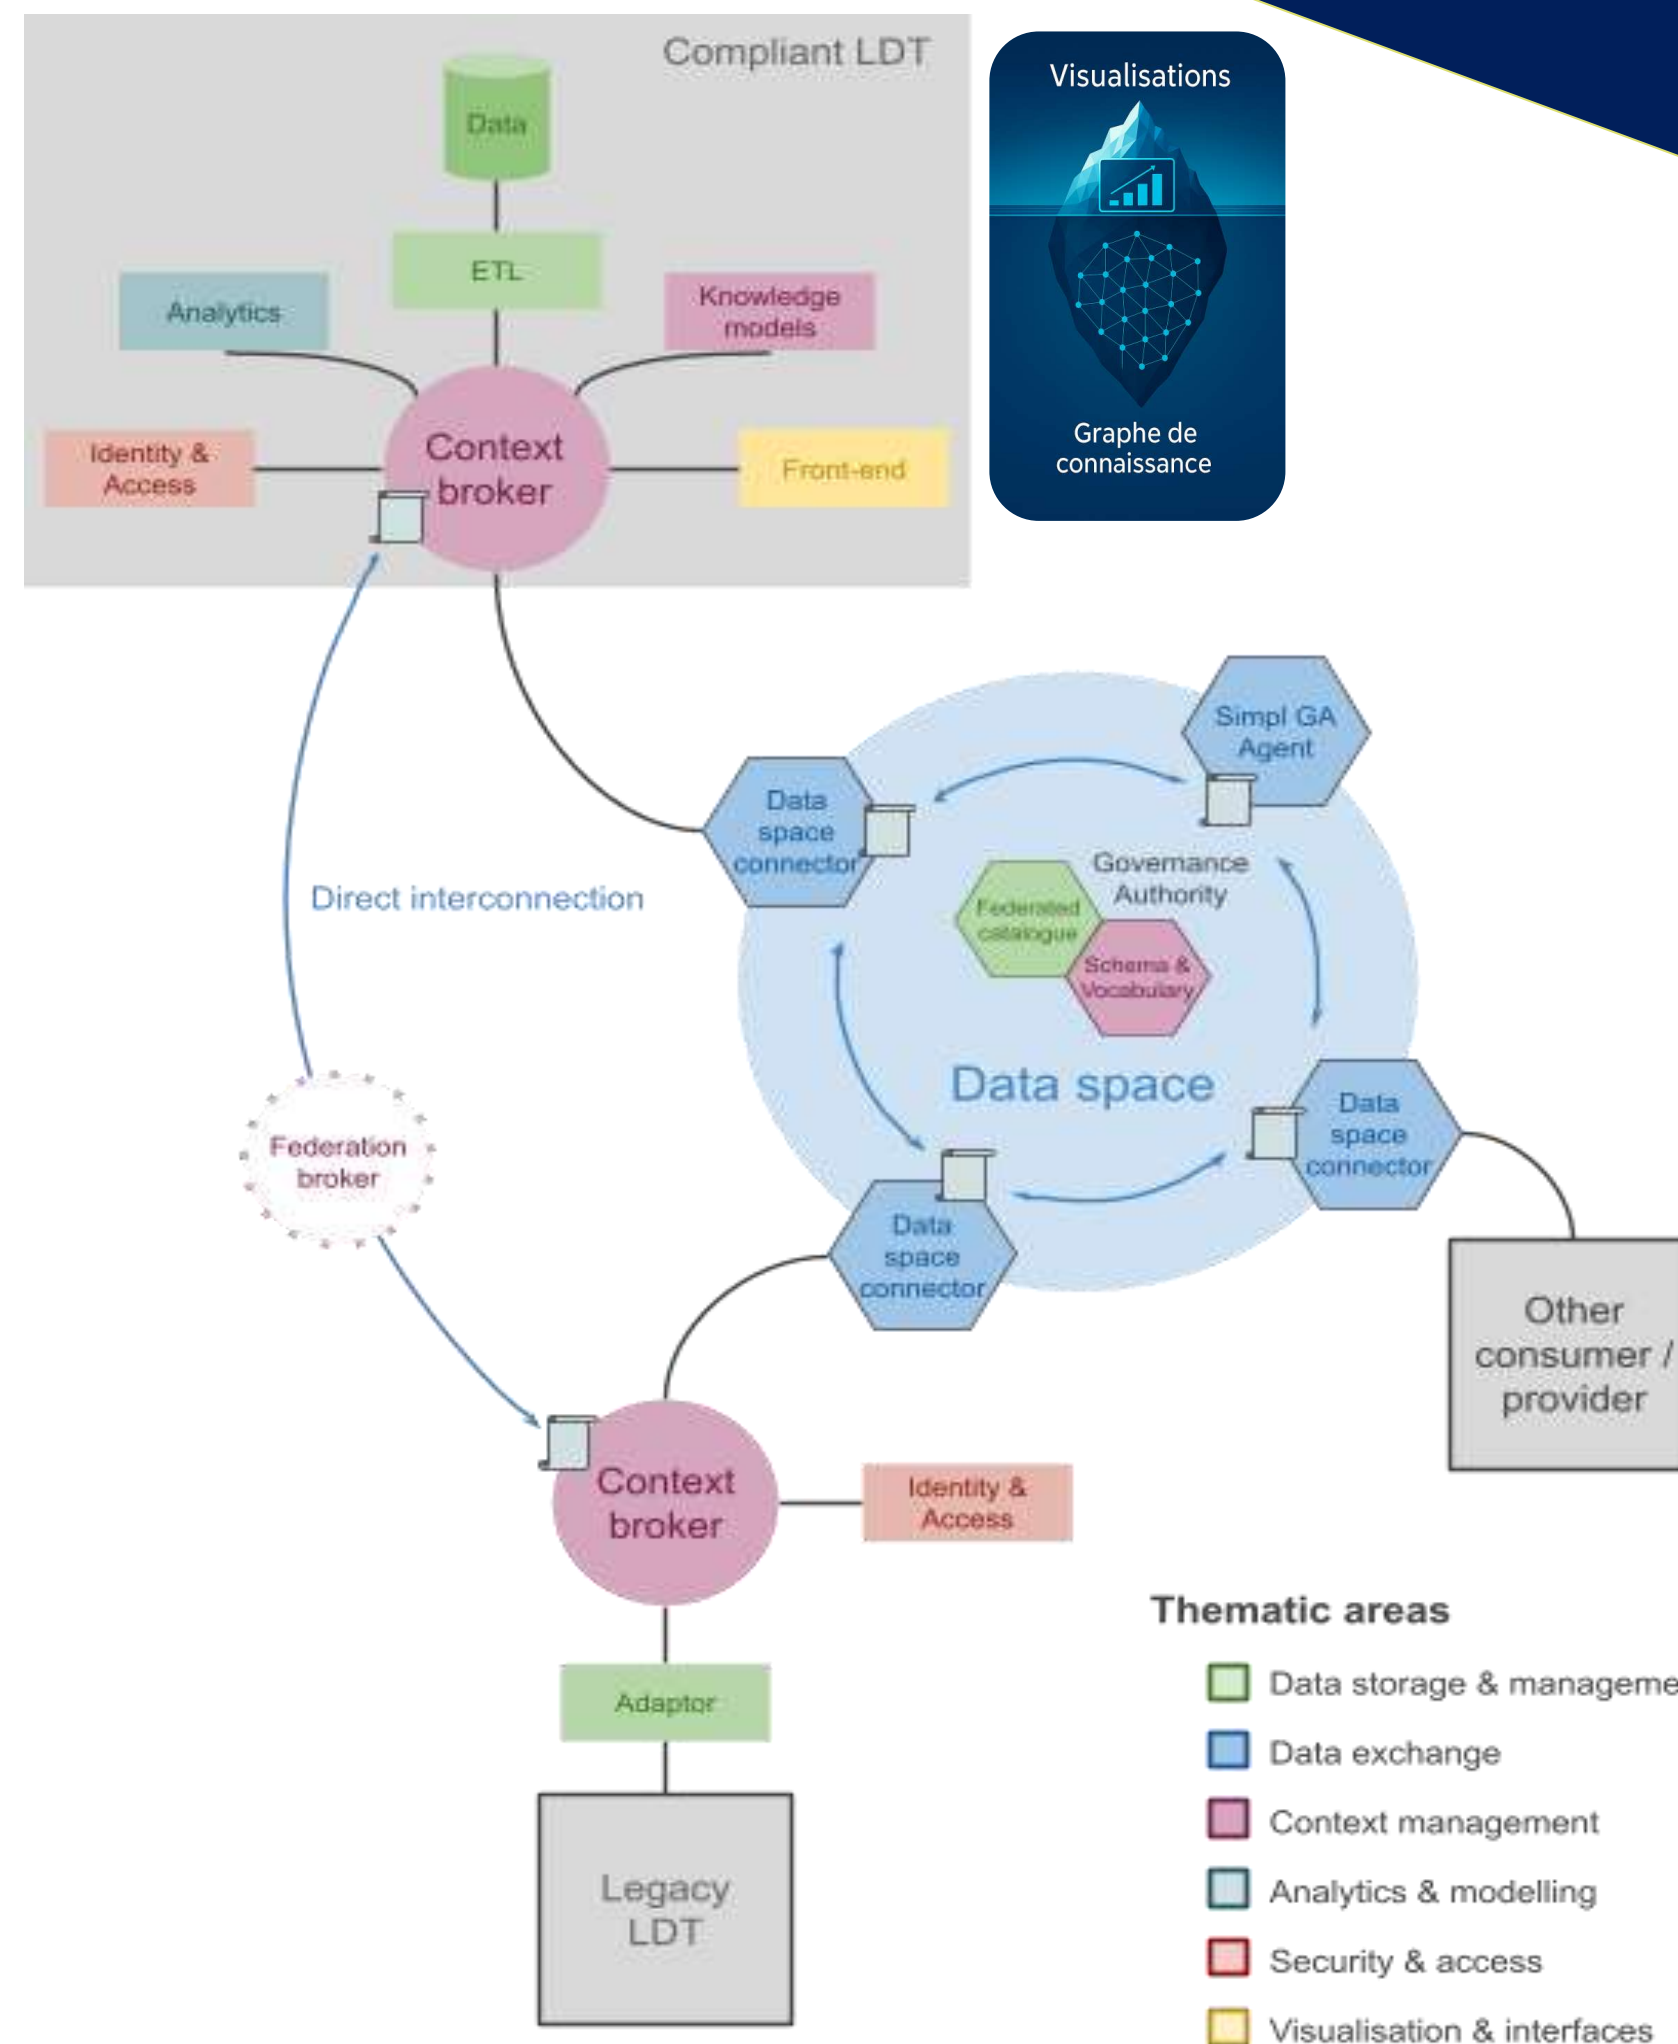 Compliant LDT
Data
ETL
Analytics
Knowledge
models
Identity &
Access
Context
broker
Front-end
Visualisations
Graphe de
connaissance
Simpl GA
Agent
Data
space
connector
Governance
Authority
Federated
catalogue
Schema &
Vocabulary
Direct interconnection
Data space
Data
space
connector
Federation
broker
Data
space
connector
Other
consumer /
provider
Context
broker
Identity &
Access
Adaptor
Legacy
LDT
Thematic areas
Data storage & manageme
Data exchange
Context management
Analytics & modelling
Security & access
Visualisation & interfaces